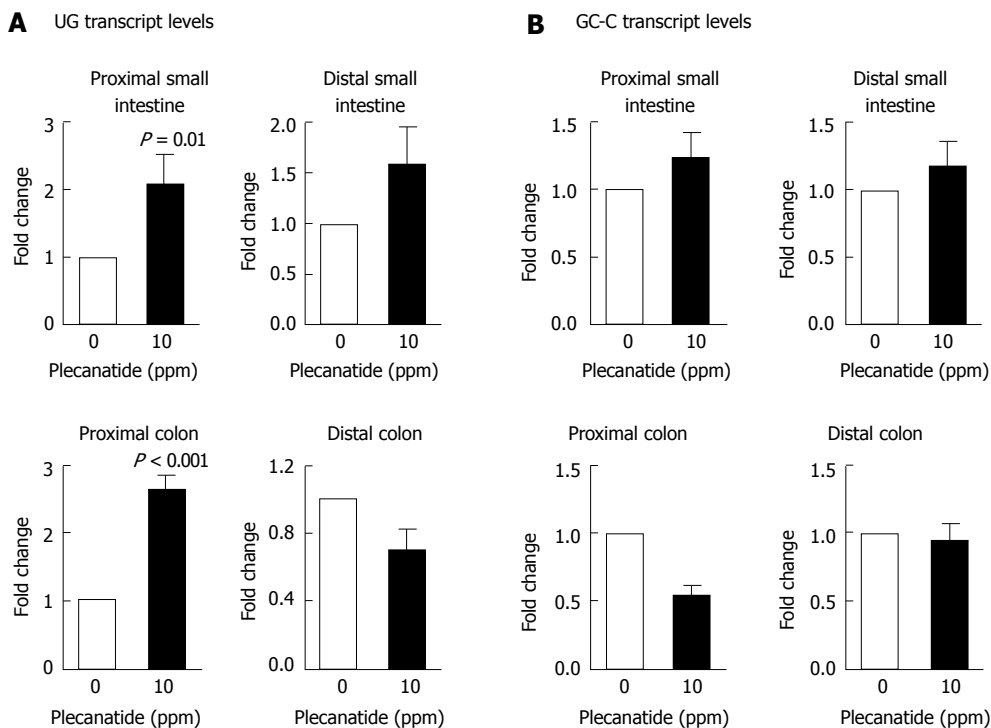 A UG transcript levels
Proximal small
intestine
3
2
1
0
Fold change
P = 0.01
0 10
Plecanatide (ppm)
Distal small
intestine
2.0
1.5
1.0
0.5
0.0
Fold change
0 10
Plecanatide (ppm)
Proximal colon
3
2
1
0
Fold change
P < 0.001
0 10
Plecanatide (ppm)
Distal colon
1.2
0.8
0.4
0.0
Fold change
0 10
Plecanatide (ppm)
B GC-C transcript levels
Proximal small
intestine
1.5
1.0
0.5
0.0
Fold change
0 10
Plecanatide (ppm)
Distal small
intestine
1.5
1.0
0.5
0.0
Fold change
0 10
Plecanatide (ppm)
Proximal colon
1.5
1.0
0.5
0.0
Fold change
0 10
Plecanatide (ppm)
Distal colon
1.5
1.0
0.5
0.0
Fold change
0 10
Plecanatide (ppm)